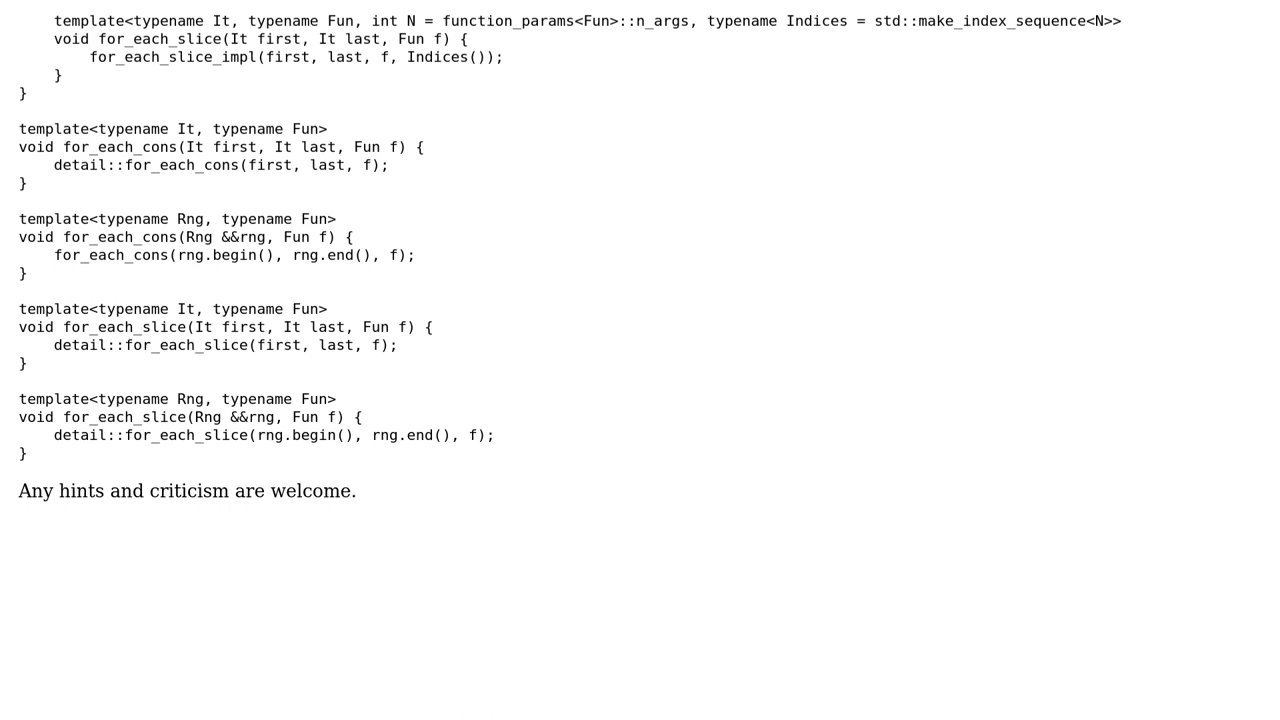 template<typename It, typename Fun, int N = function_params<Fun>::n_args, typename Indices = std::make_index_sequence<N>>
    void for_each_slice(It first, It last, Fun f) {
        for_each_slice_impl(first, last, f, Indices());
    }
}

template<typename It, typename Fun>
void for_each_cons(It first, It last, Fun f) {
    detail::for_each_cons(first, last, f);
}

template<typename Rng, typename Fun>
void for_each_cons(Rng &&rng, Fun f) {
    for_each_cons(rng.begin(), rng.end(), f);
}

template<typename It, typename Fun>
void for_each_slice(It first, It last, Fun f) {
    detail::for_each_slice(first, last, f);
}

template<typename Rng, typename Fun>
void for_each_slice(Rng &&rng, Fun f) {
    detail::for_each_slice(rng.begin(), rng.end(), f);
}
Any hints and criticism are welcome.